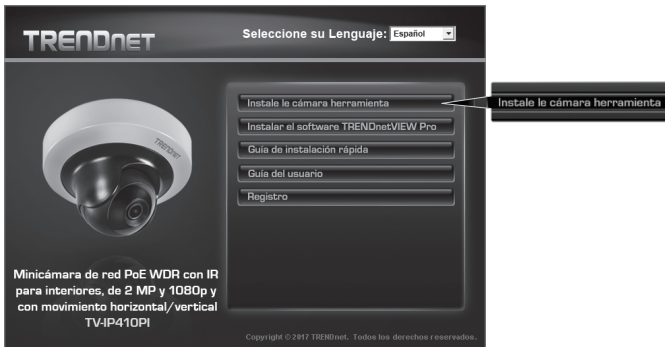 TRENDnet
Seleccione su Lenguaje: Español
Instale le cámara herramienta
Instale le cámara herramienta
Instalar el software TRENDnetVIEW Pro
Guía de instalación rápida
Guía del usuario
Registro
TRENDnet
Minicámara de red PoE WDR con IR
para interiores, de 2 MP y 1080p y
con movimiento horizontal/vertical
TV-IP410PI
Copyright © 2017 TRENDnet. Todos los derechos reservados.